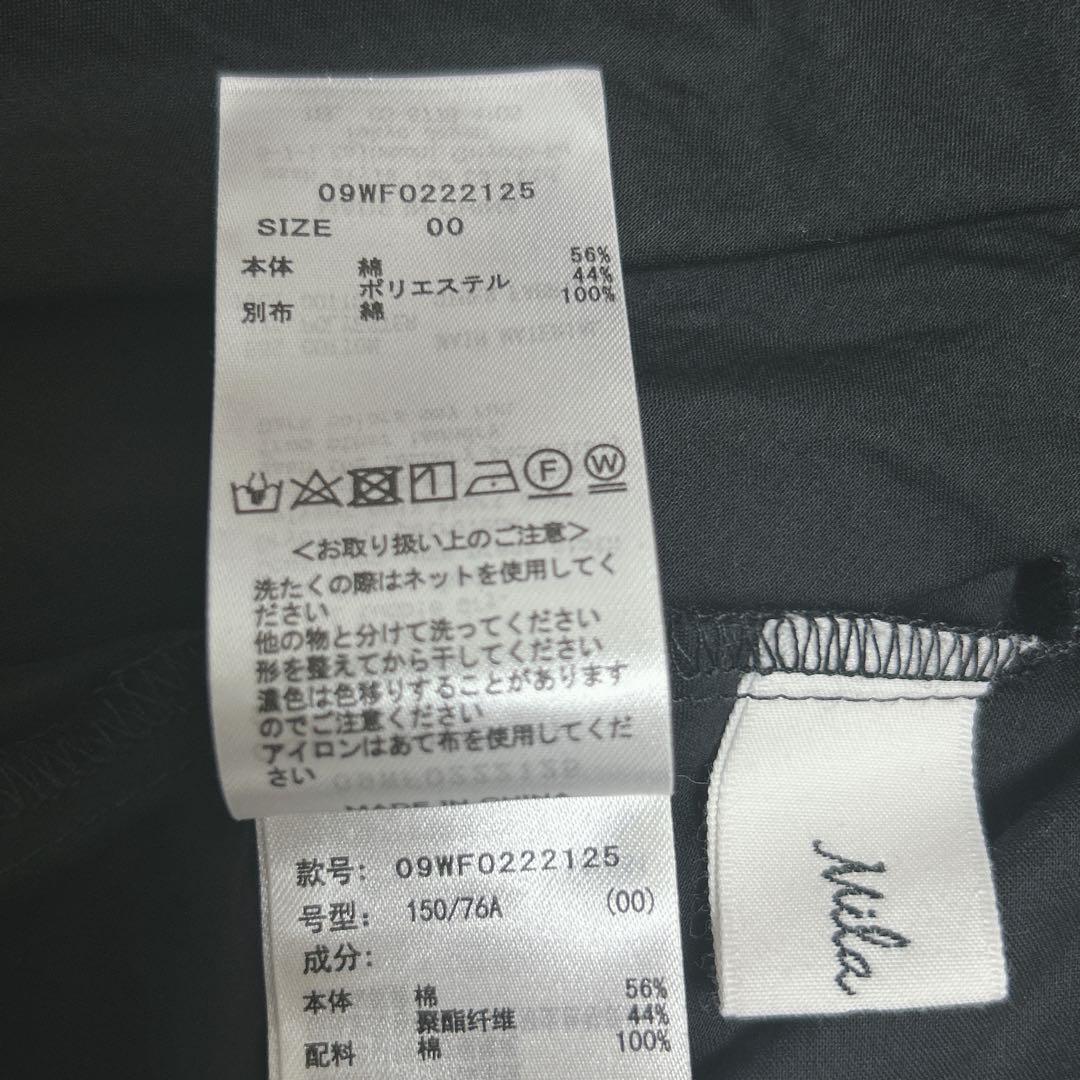 09WF0222125
SIZE 00
本体 綿 56%
ポリエステル 44%
別布 綿 100%
F
W
<お取り扱い上のご注意>
洗たくの際はネットを使用してく
ださい
他の物と分けて洗ってください
形を整えてから干してください
濃色は色移りすることがあります
のでご注意ください
アイロンはあて布を使用してくだ
さい
MADE IN CHINA
款号: 09WF0222125
号型: 150/76A (00)
成分:
本体 棉 56%
聚酯纤维 44%
配料 棉 100%
Mila